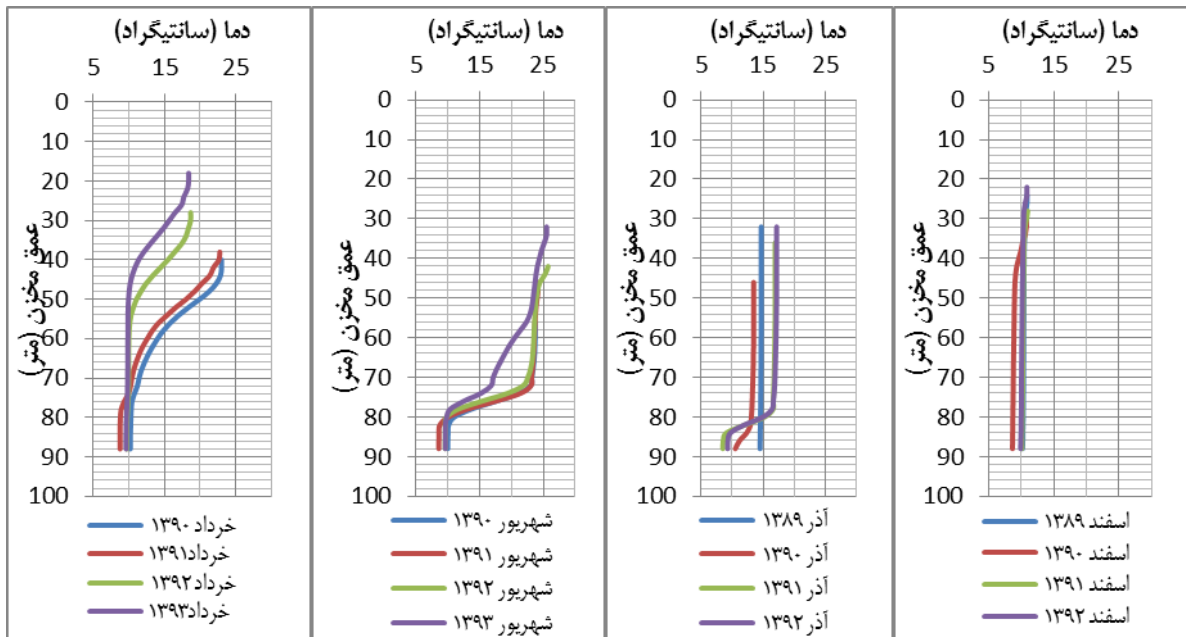 دما (سانتیگراد)
5 15 25
عمق مخزن (متر)
0
10
20
30
40
50
60
70
80
90
100
خرداد ۱۳۹۰
خرداد۱۳۹۱
خرداد۱۳۹۲
خرداد۱۳۹۳
دما (سانتیگراد)
5 15 25
عمق مخزن (متر)
0
10
20
30
40
50
60
70
80
90
100
شهریور ۱۳۹۰
شهریور ۱۳۹۱
شهریور ۱۳۹۲
شهریور ۱۳۹۳
دما (سانتیگراد)
5 15 25
عمق مخزن (متر)
0
10
20
30
40
50
60
70
80
90
100
آذر ۱۳۸۹
آذر ۱۳۹۰
آذر ۱۳۹۱
آذر ۱۳۹۲
دما (سانتیگراد)
5 15 25
عمق مخزن (متر)
0
10
20
30
40
50
60
70
80
90
100
اسفند ۱۳۸۹
اسفند ۱۳۹۰
اسفند ۱۳۹۱
اسفند ۱۳۹۲